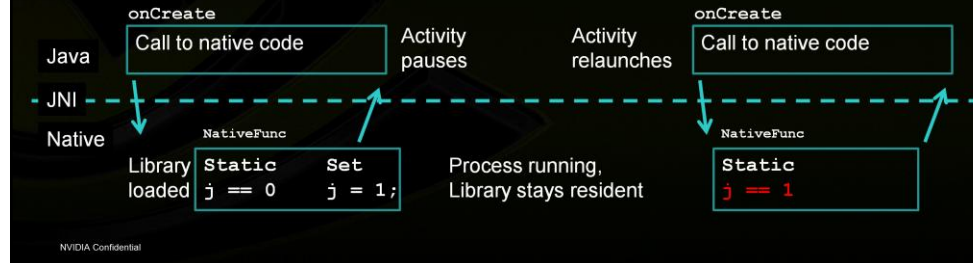 onCreate
onCreate
Java
Call to native code
Activity
pauses
Activity
relaunches
Call to native code
JNI
Native
NativeFunc
NativeFunc
Library
loaded
Static Set
j == 0 j = 1;
Process running,
Library stays resident
Static
j == 1
NVIDIA Confidential